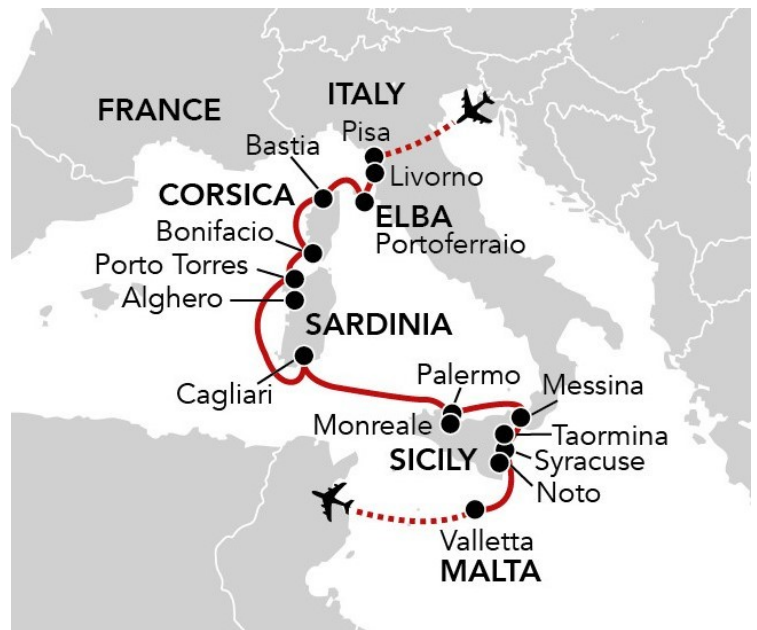 FRANCE
ITALY
Pisa
Bastia
Livorno
CORSICA
ELBA
Portoferraio
Bonifacio
Porto Torres
Alghero
SARDINIA
Cagliari
Palermo
Messina
Monreale
Taormina
SICILY
Syracuse
Noto
Valletta
MALTA